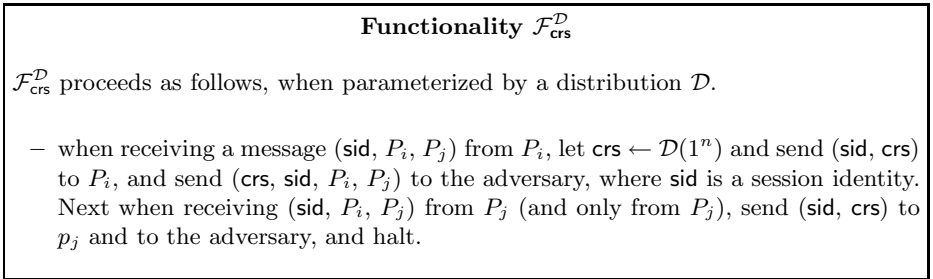 Functionality $\mathcal{F}_{\mathsf{crs}}^{\mathcal{D}}$
$\mathcal{F}_{\mathsf{crs}}^{\mathcal{D}}$ proceeds as follows, when parameterized by a distribution $\mathcal{D}$.
– when receiving a message (sid, $P_i$, $P_j$) from $P_i$, let crs ← $\mathcal{D}(1^n)$ and send (sid, crs)
to $P_i$, and send (crs, sid, $P_i$, $P_j$) to the adversary, where sid is a session identity.
Next when receiving (sid, $P_i$, $P_j$) from $P_j$ (and only from $P_j$), send (sid, crs) to
$p_j$ and to the adversary, and halt.